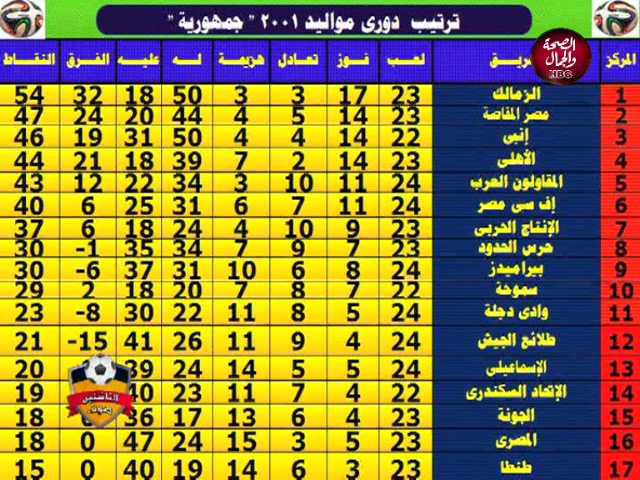 ترتيب دورى مواليد ٢٠٠١ " جمهورية "
الصحة والجمال
HBC
المركز لعب فوز تعادل هزيمة له عليه الفرق النقاط
1 الزمالك 23 17 3 3 50 18 32 54
2 مصر المقاصة 23 14 5 4 44 20 24 47
3 إنبى 22 14 4 4 50 31 19 46
4 الأهلى 23 14 2 7 39 18 21 44
5 المقاولون العرب 24 11 10 3 34 22 12 43
6 إف سى مصر 24 11 7 6 31 25 6 40
7 الإنتاج الحربى 23 9 10 4 24 18 6 37
8 حرس الحدود 23 7 9 7 34 35 -1 30
9 بيراميدز 24 8 6 10 31 37 -6 30
10 سموحة 22 7 8 7 20 18 2 29
11 وادى دجلة 24 5 8 11 22 30 -8 23
12 طلائع الجيش 24 4 9 11 26 41 -15 21
13 الإسماعيلى 24 5 5 14 24 39 20
14 الإتحاد السكندرى 22 4 7 11 23 40 19
15 الجونة 23 4 6 13 17 36 18
16 المصرى 23 5 3 15 24 47 0 18
17 طنطا 23 3 6 14 19 40 0 15